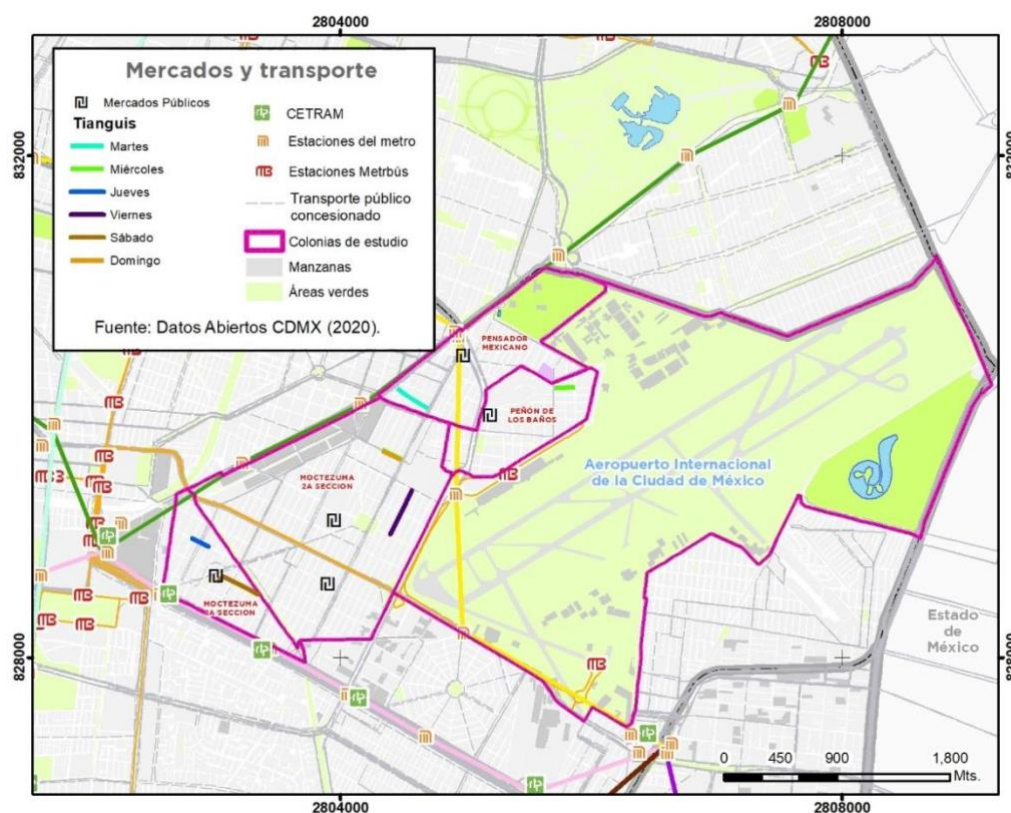 2804000
2808000
Mercados y transporte
Mercados Públicos
Tianguis
Martes
Miércoles
Jueves
Viernes
Sábado
Domingo
CETRAM
Estaciones del metro
Estaciones Metrbús
Transporte público
concesionado
Colonias de estudio
Manzanas
Áreas verdes
Fuente: Datos Abiertos CDMX (2020).
832000
832000
PENSADOR
MEXICANO
PEÑÓN DE
LOS BAÑOS
MOCTEZUMA
2A SECCION
Aeropuerto Internacional
de la Ciudad de México
MOCTEZUMA
1A SECCION
Estado
de
México
828000
828000
0 450 900 1,800
Mts.
2804000
2808000